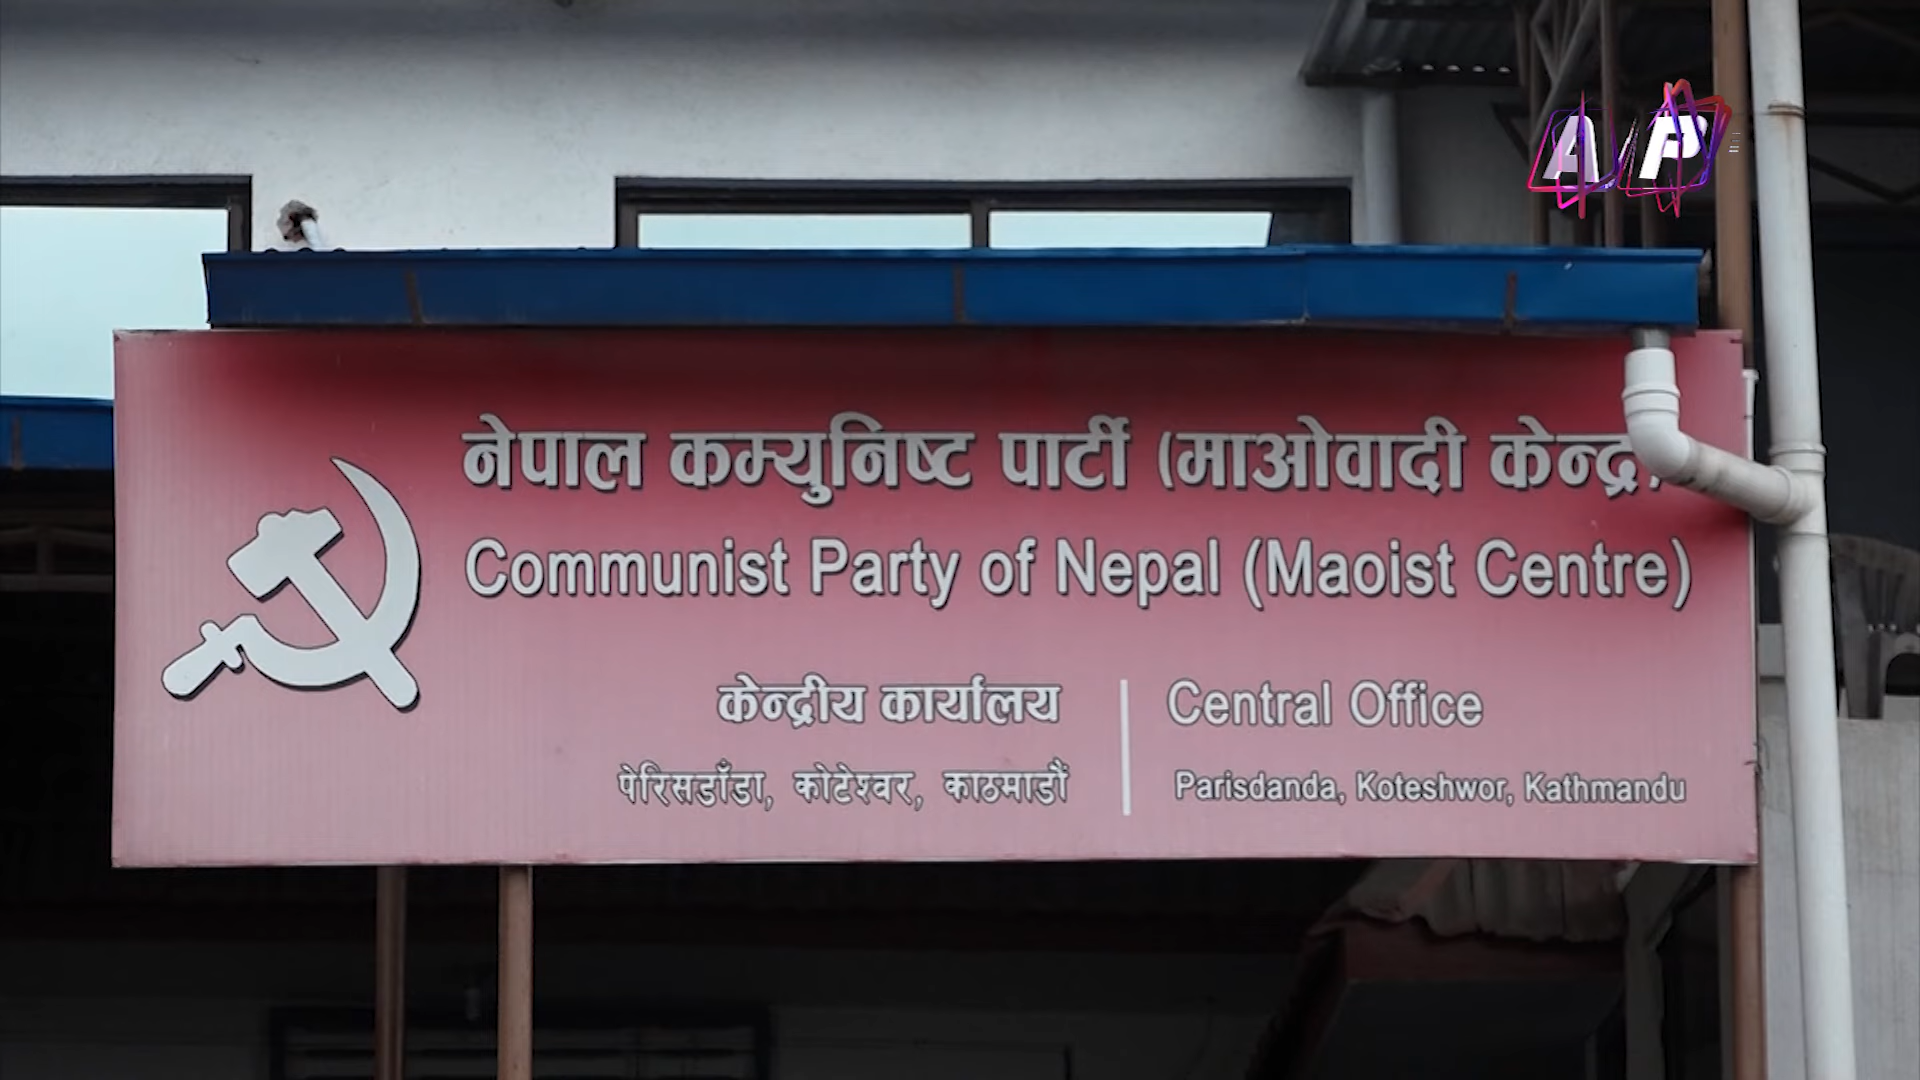 AP
नेपाल कम्युनिष्ट पार्टी (माओवादी केन्द्र)
Communist Party of Nepal (Maoist Centre)
केन्द्रीय कार्यालय
पेरिसडाँडा, कोटेश्वर, काठमाडौं
Central Office
Parisdanda, Koteshwor, Kathmandu